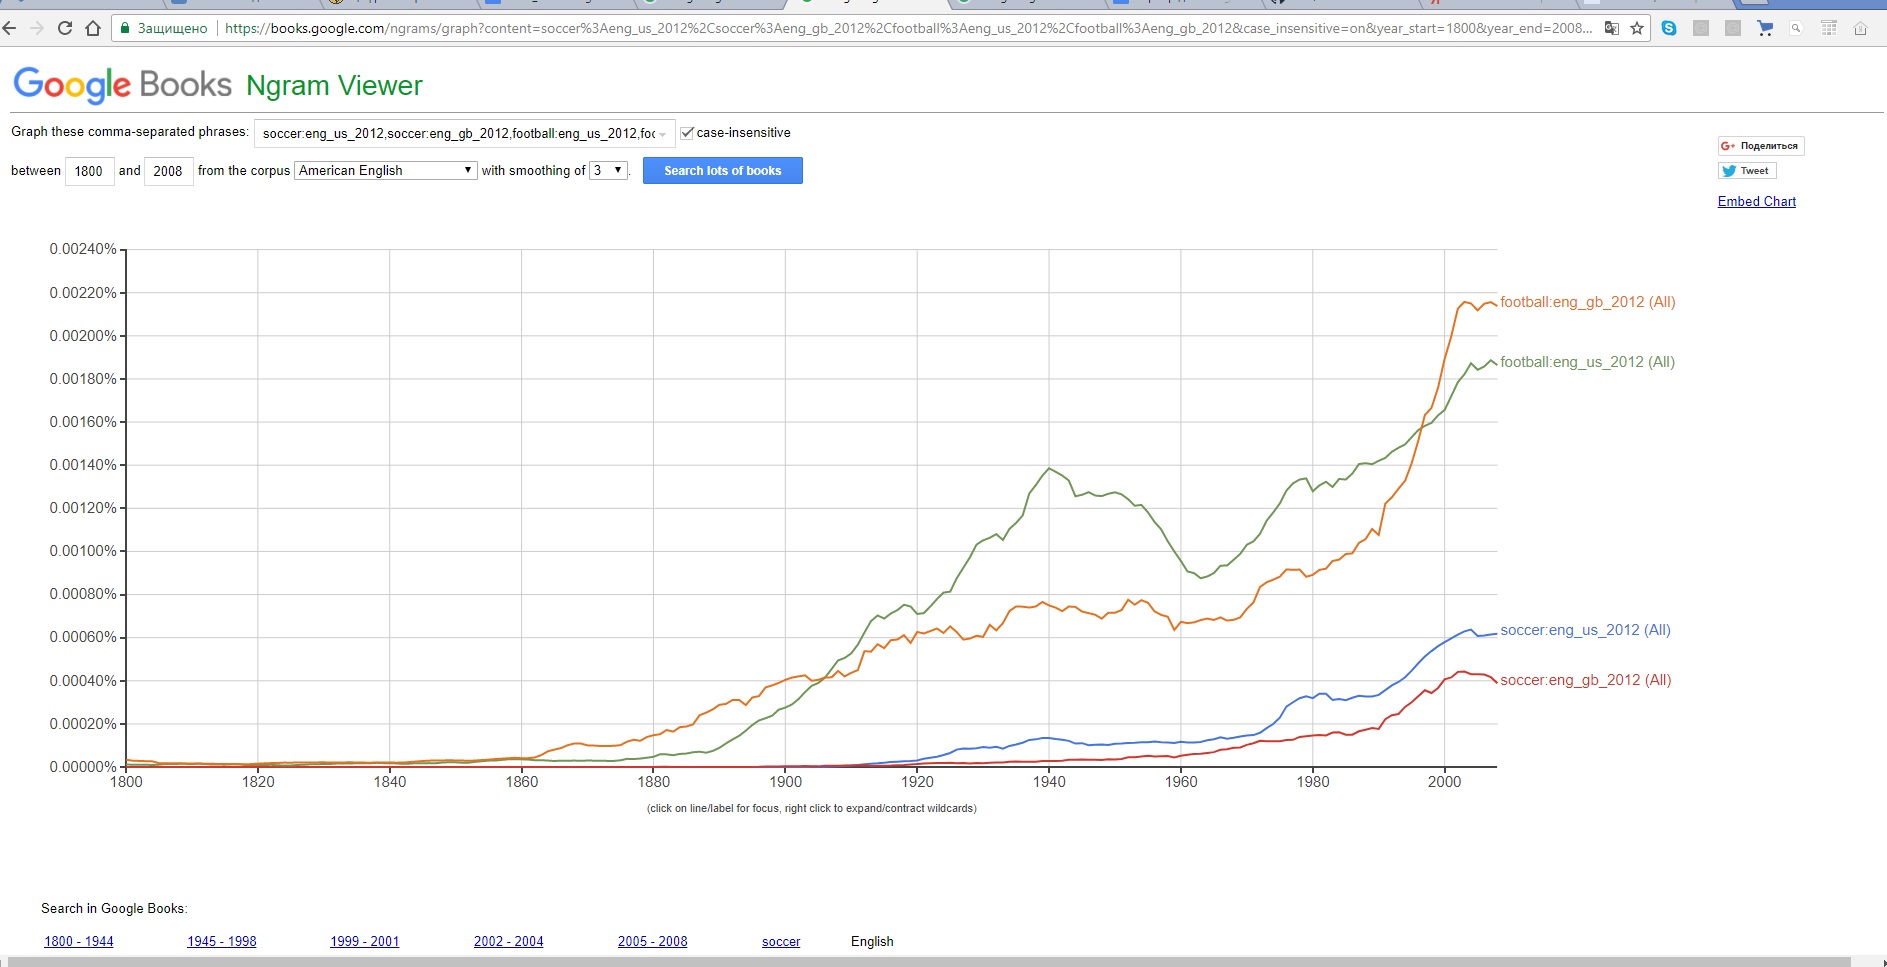 Защищено https://books.google.com/ngrams/graph?content=soccer%3Aeng_us_2012%2Csoccer%3Aeng_gb_2012%2Cfootball%3Aeng_us_2012%2Cfootball%3Aeng_gb_2012&case_insensitive=on&year_start=1800&year_end=2008...
Google Books Ngram Viewer
Graph these comma-separated phrases: soccer:eng_us_2012,soccer:eng_gb_2012,football:eng_us_2012,foc case-insensitive
between 1800 and 2008 from the corpus American English with smoothing of 3 . Search lots of books
G+ Поделиться
Tweet
Embed Chart
0.00240%
0.00220%
0.00200%
0.00180%
0.00160%
0.00140%
0.00120%
0.00100%
0.00080%
0.00060%
0.00040%
0.00020%
0.00000%
football:eng_gb_2012 (All)
football:eng_us_2012 (All)
soccer:eng_us_2012 (All)
soccer:eng_gb_2012 (All)
1800 1820 1840 1860 1880 1900 1920 1940 1960 1980 2000
(click on line/label for focus, right click to expand/contract wildcards)
Search in Google Books:
1800 - 1944 1945 - 1998 1999 - 2001 2002 - 2004 2005 - 2008 soccer English